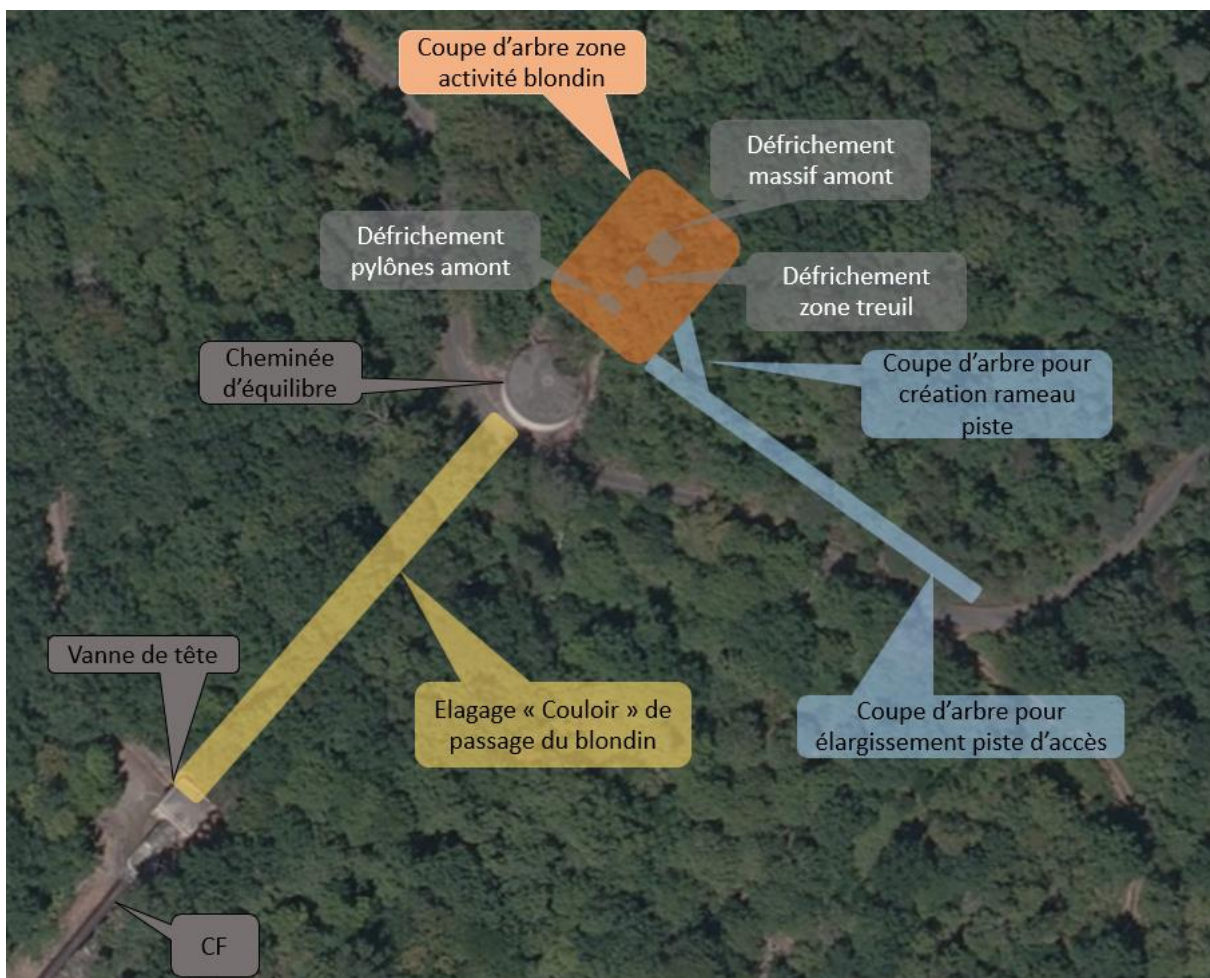 Coupe d'arbre zone
activité blondin
Défrichement
massif amont
Défrichement
pylônes amont
Défrichement
zone treuil
Cheminée
d'équilibre
Coupe d'arbre pour
création rameau
piste
Vanne de tête
Elagage « Couloir » de
passage du blondin
Coupe d'arbre pour
élargissement piste d'accès
CF